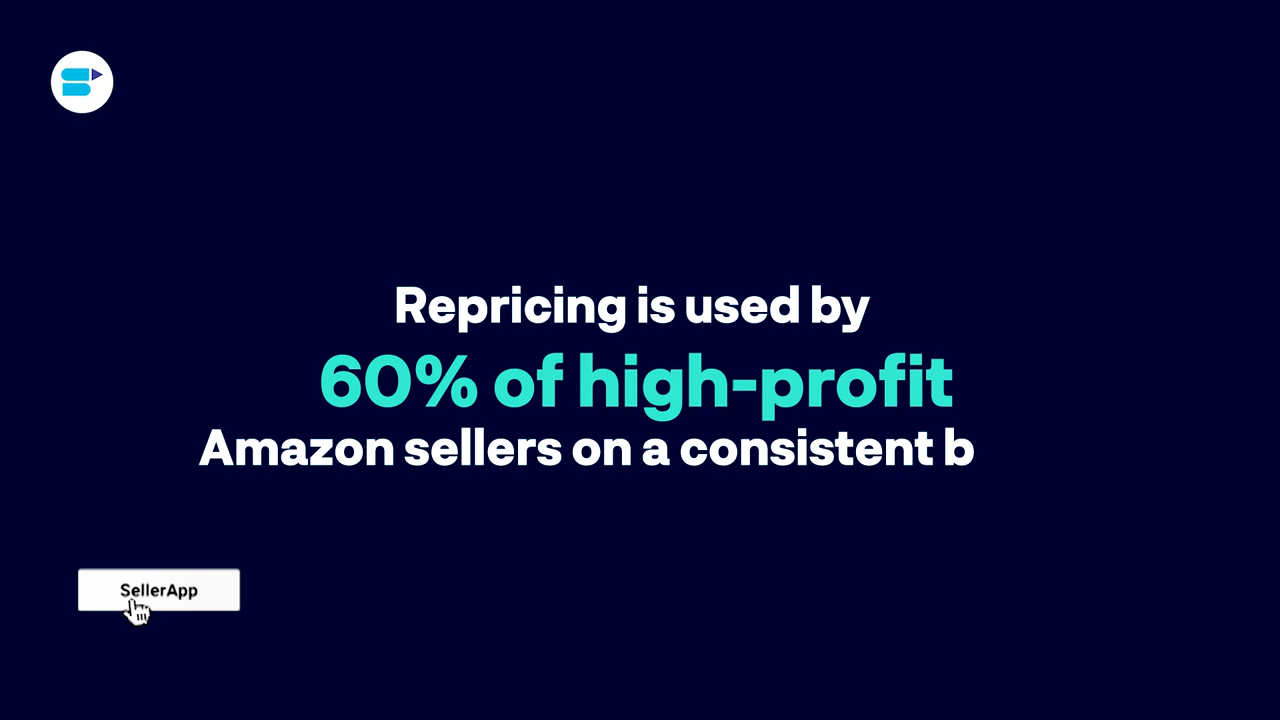 Repricing is used by
60% of high-profit
Amazon sellers on a consistent b
SellerApp